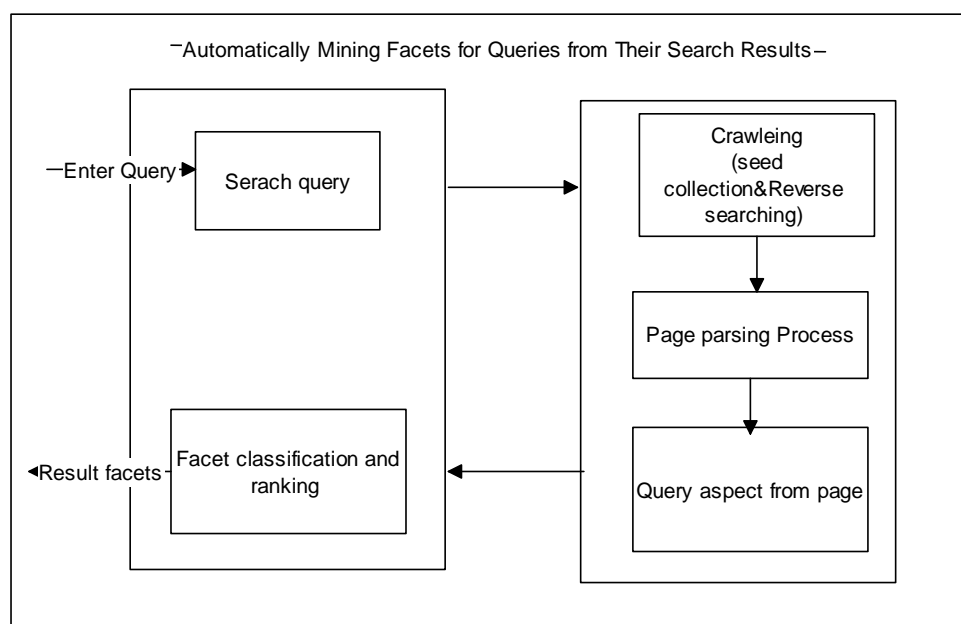 Automatically Mining Facets for Queries from Their Search Results
Enter Query
Serach query
Crawleing
(seed
collection&Reverse
searching)
Page parsing Process
Query aspect from page
Facet classification and
ranking
Result facets